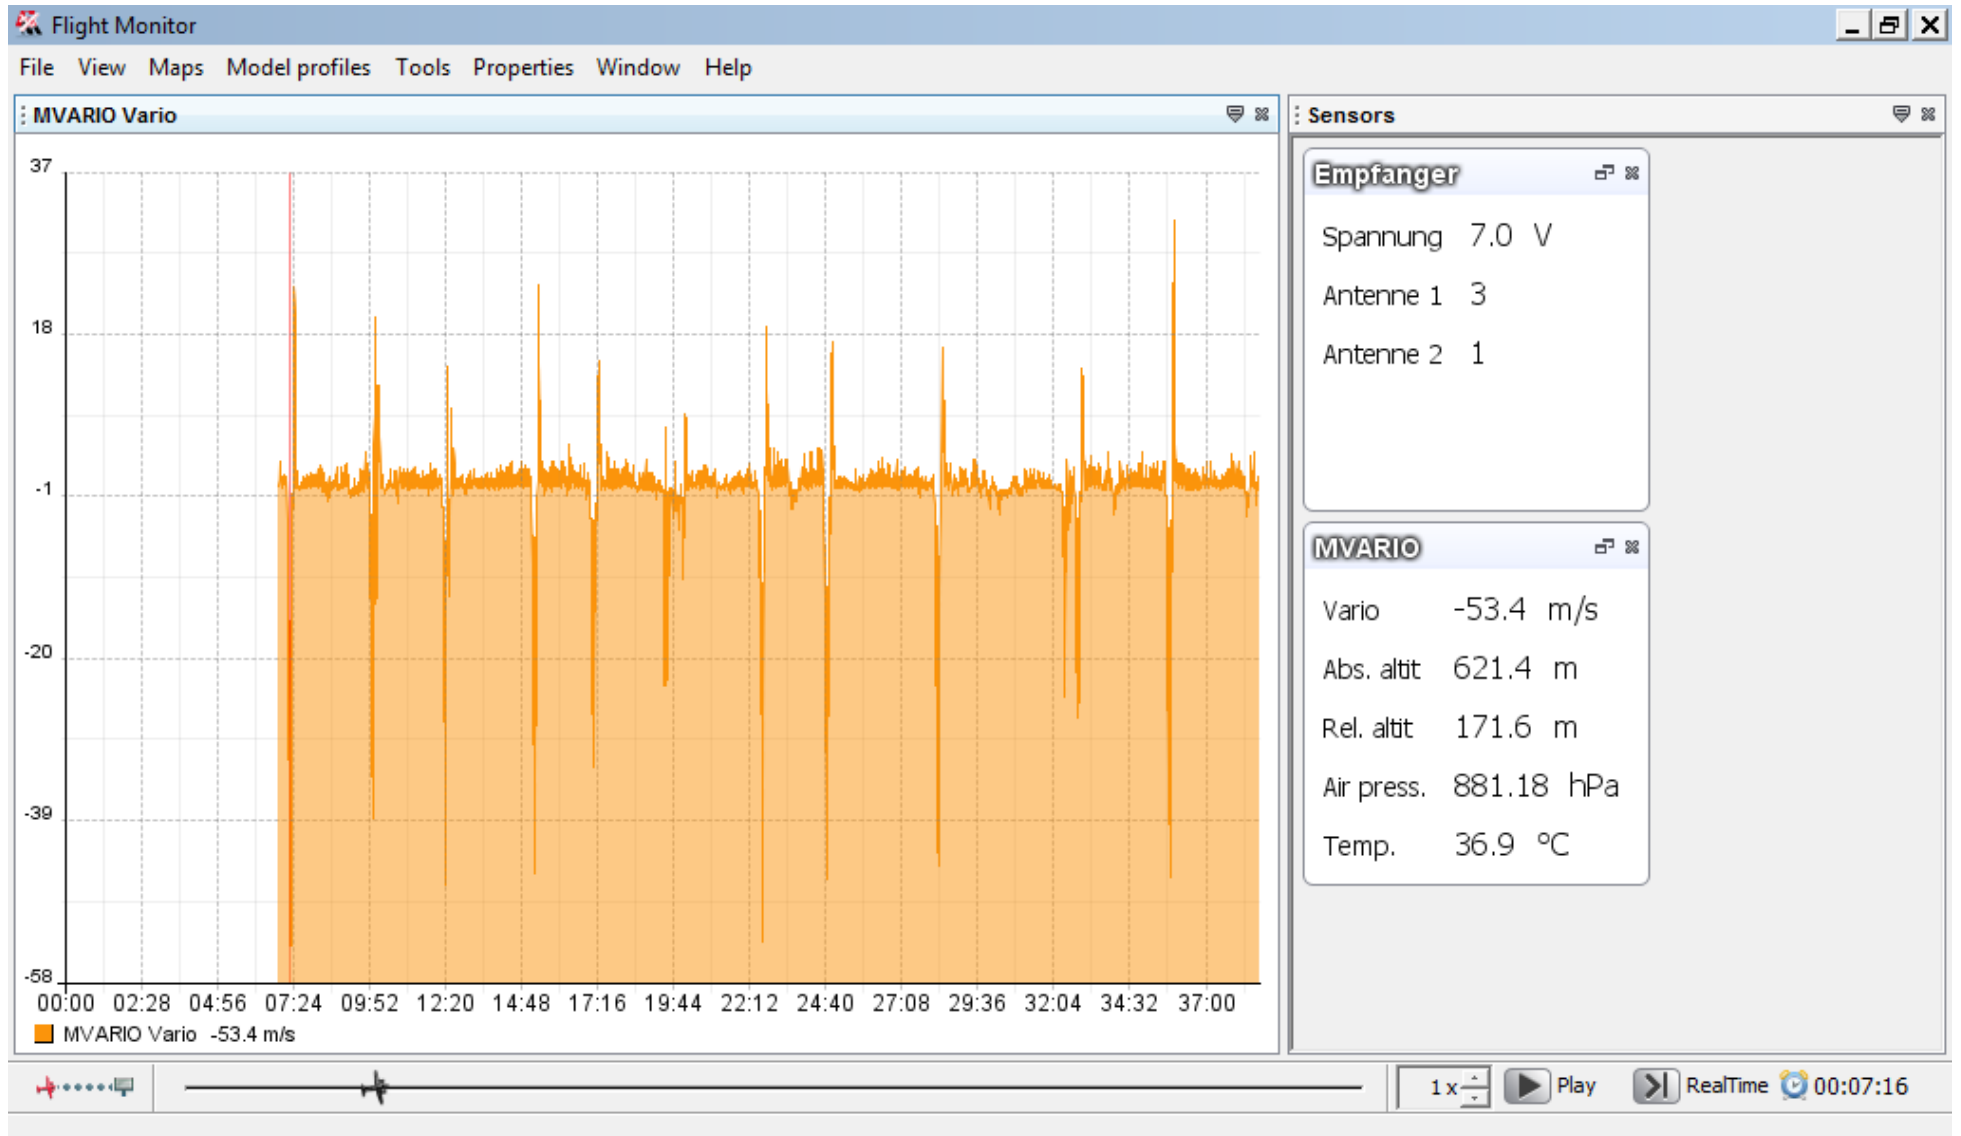 Flight Monitor
File View Maps Model profiles Tools Properties Window Help
MVARIO Vario
37
18
-1
-20
-39
-58
00:00 02:28 04:56 07:24 09:52 12:20 14:48 17:16 19:44 22:12 24:40 27:08 29:36 32:04 34:32 37:00
MVARIO Vario -53.4 m/s
Sensors
Empfanger
Spannung 7.0 V
Antenne 1 3
Antenne 2 1
MVARIO
Vario -53.4 m/s
Abs. altit 621.4 m
Rel. altit 171.6 m
Air press. 881.18 hPa
Temp. 36.9 ºC
1 x Play RealTime 00:07:16